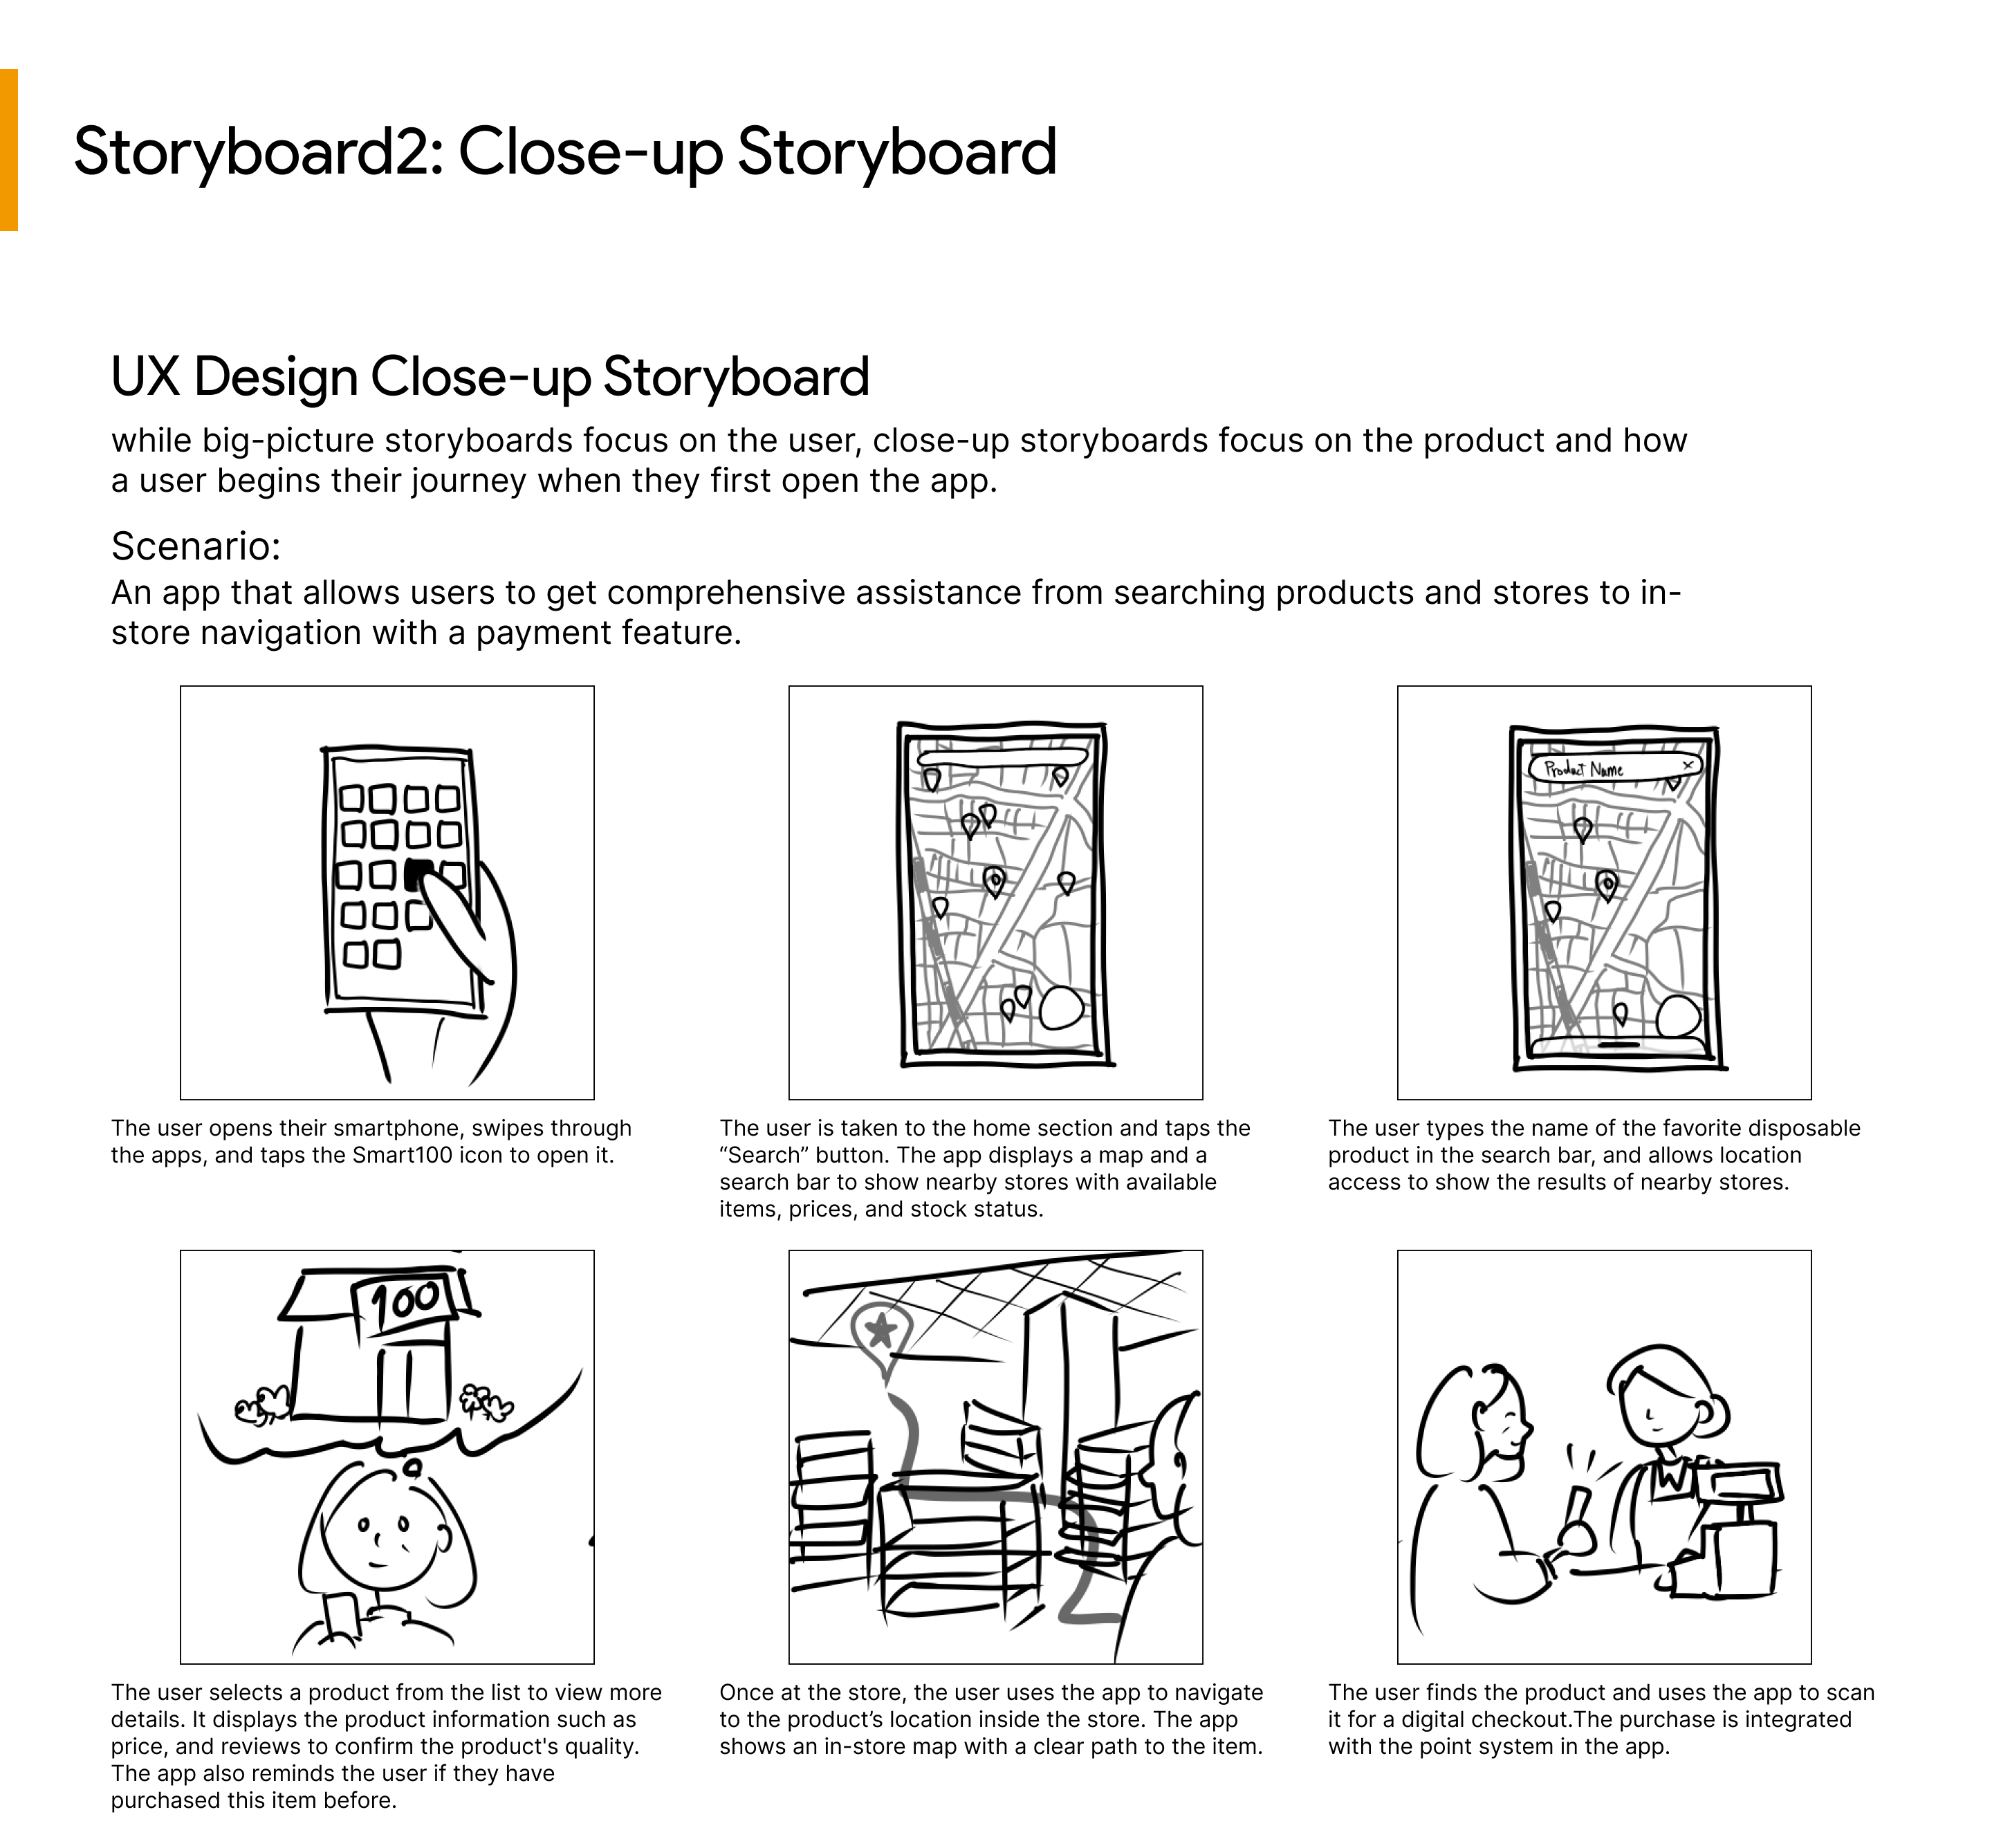 Storyboard2: Close-up Storyboard
UX Design Close-up Storyboard
while big-picture storyboards focus on the user, close-up storyboards focus on the product and how
a user begins their journey when they first open the app.
Scenario:
An app that allows users to get comprehensive assistance from searching products and stores to in-
store navigation with a payment feature.
Product Name ×
The user opens their smartphone, swipes through
the apps, and taps the Smart100 icon to open it.
The user is taken to the home section and taps the
“Search” button. The app displays a map and a
search bar to show nearby stores with available
items, prices, and stock status.
The user types the name of the favorite disposable
product in the search bar, and allows location
access to show the results of nearby stores.
100
The user selects a product from the list to view more
details. It displays the product information such as
price, and reviews to confirm the product's quality.
The app also reminds the user if they have
purchased this item before.
Once at the store, the user uses the app to navigate
to the product’s location inside the store. The app
shows an in-store map with a clear path to the item.
The user finds the product and uses the app to scan
it for a digital checkout.The purchase is integrated
with the point system in the app.